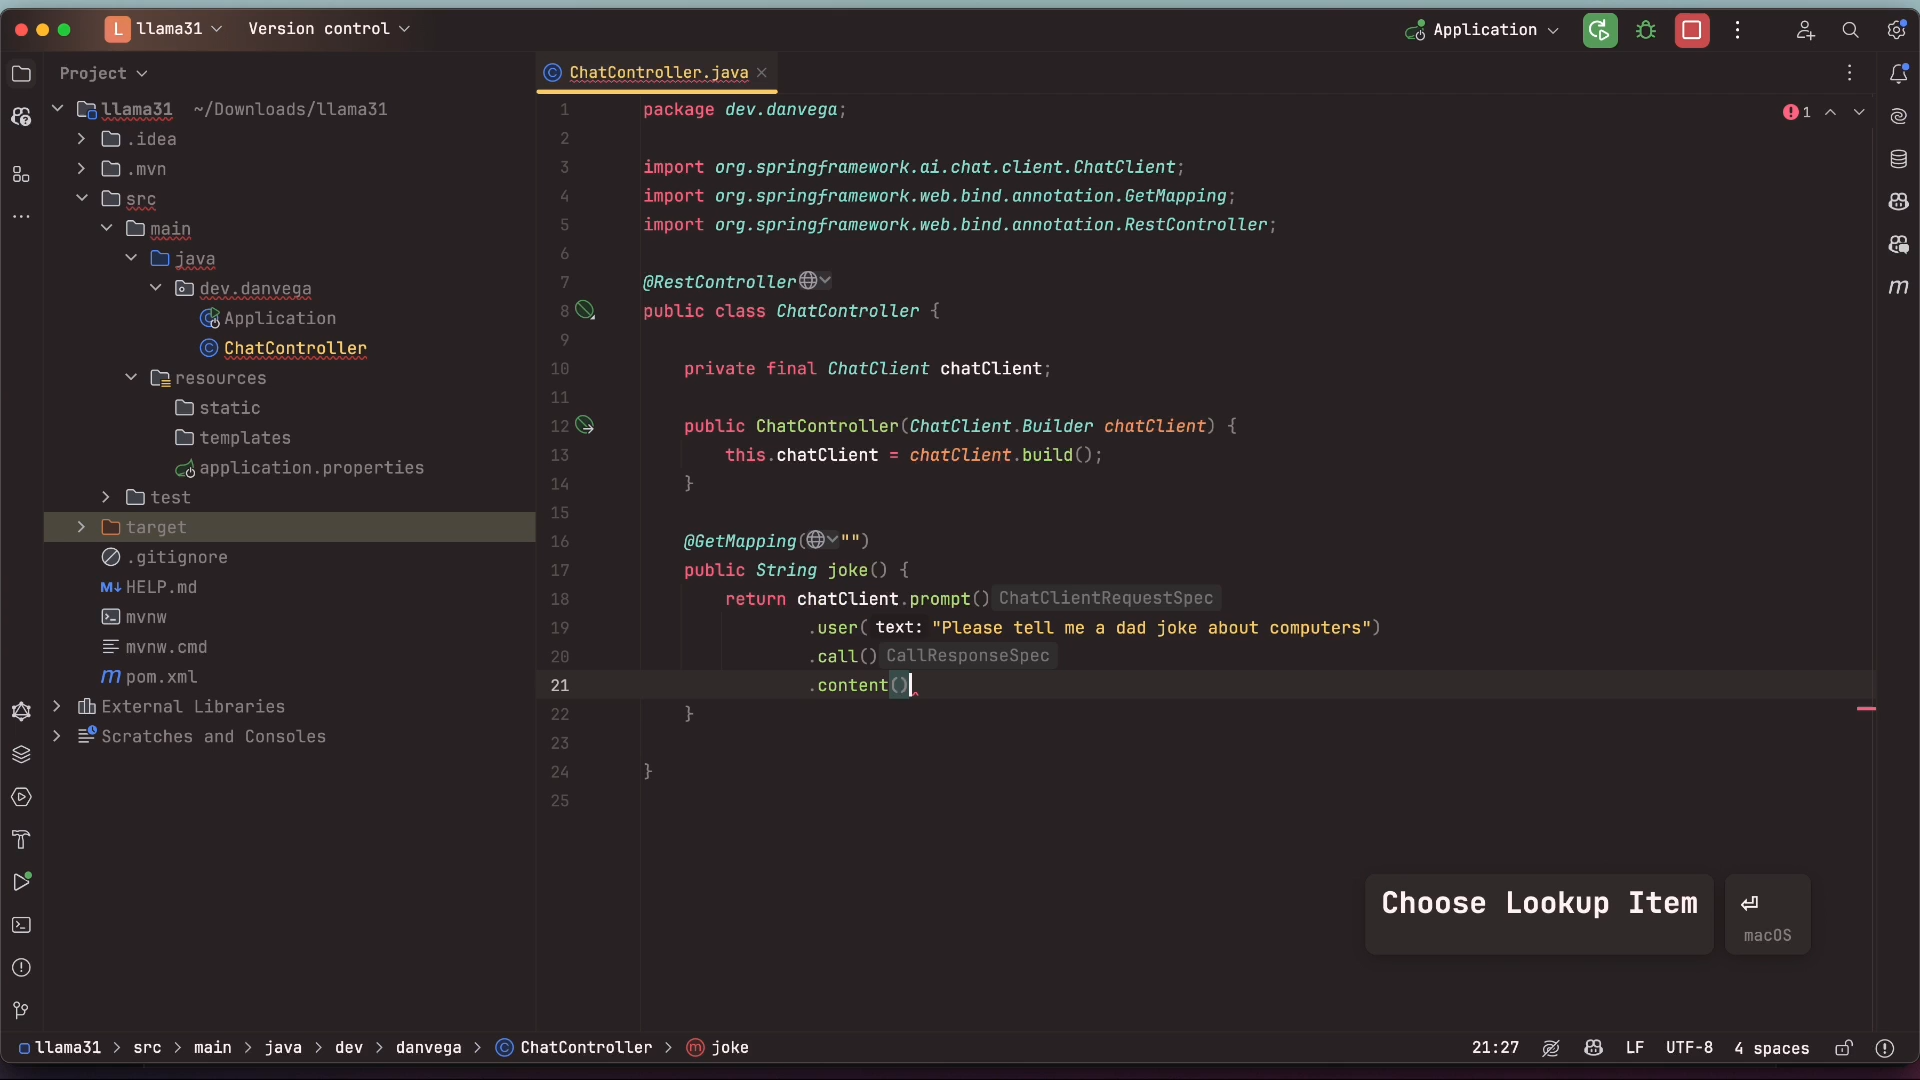 L llama31 Version control Application
Project
ChatController.java
llama31 ~/Downloads/llama31
.idea
.mvn
src
main
java
dev.danvega
Application
ChatController
resources
static
templates
application.properties
test
target
.gitignore
M↓ HELP.md
mvnw
mvnw.cmd
m pom.xml
External Libraries
Scratches and Consoles
1 package dev.danvega;
2
3 import org.springframework.ai.chat.client.ChatClient;
4 import org.springframework.web.bind.annotation.GetMapping;
5 import org.springframework.web.bind.annotation.RestController;
6
7 @RestController
8 public class ChatController {
9
10 private final ChatClient chatClient;
11
12 public ChatController(ChatClient.Builder chatClient) {
13 this.chatClient = chatClient.build();
14 }
15
16 @GetMapping("")
17 public String joke() {
18 return chatClient.prompt() ChatClientRequestSpec
19 .user( text: "Please tell me a dad joke about computers")
20 .call() CallResponseSpec
21 .content()
22 }
23
24 }
25
1
m
Choose Lookup Item ⏎
macOS
llama31 > src > main > java > dev > danvega > C ChatController > m joke
21:27 LF UTF-8 4 spaces